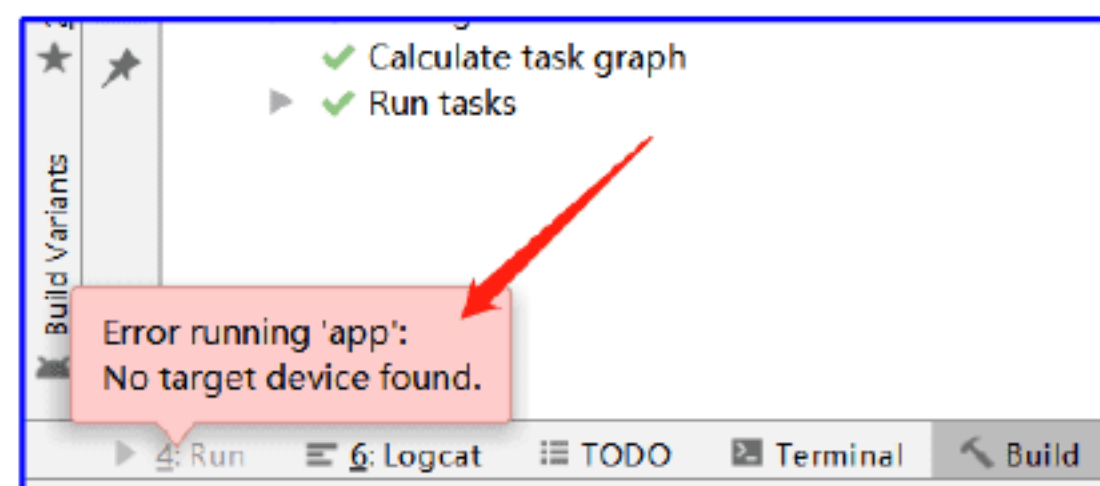 Calculate task graph
Run tasks
Build Variants
Error running 'app':
No target device found.
4: Run
6: Logcat
TODO
Terminal
Build